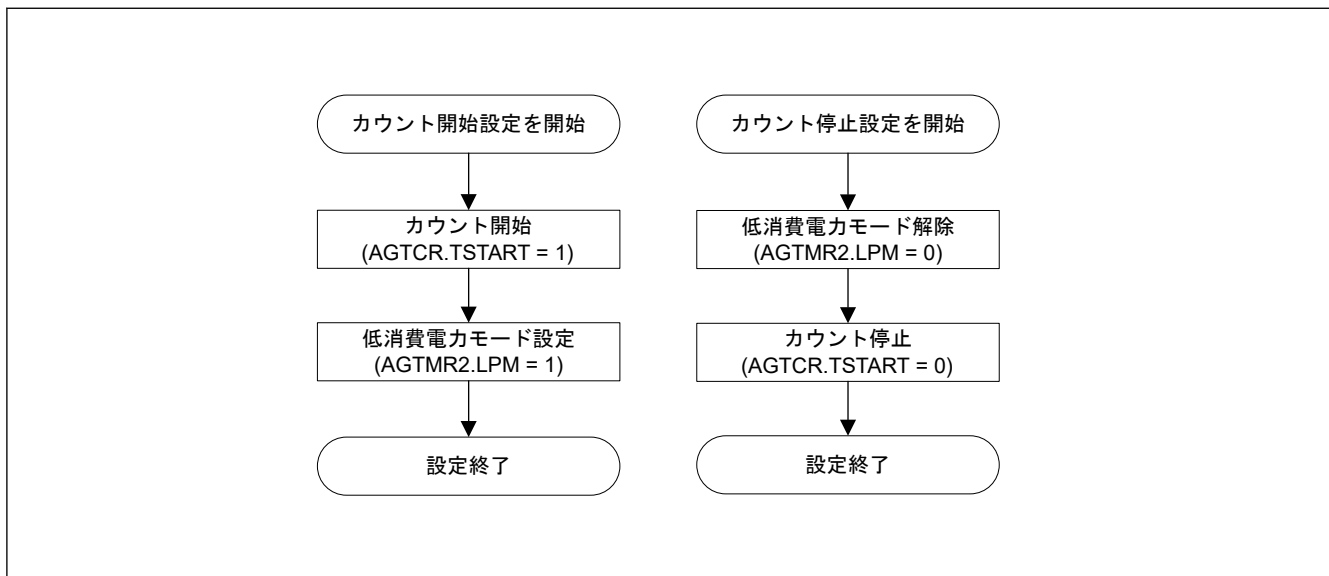 カウント開始設定を開始
カウント開始
(AGTCR.TSTART = 1)
低消費電力モード設定
(AGTMR2.LPM = 1)
設定終了
カウント停止設定を開始
低消費電力モード解除
(AGTMR2.LPM = 0)
カウント停止
(AGTCR.TSTART = 0)
設定終了